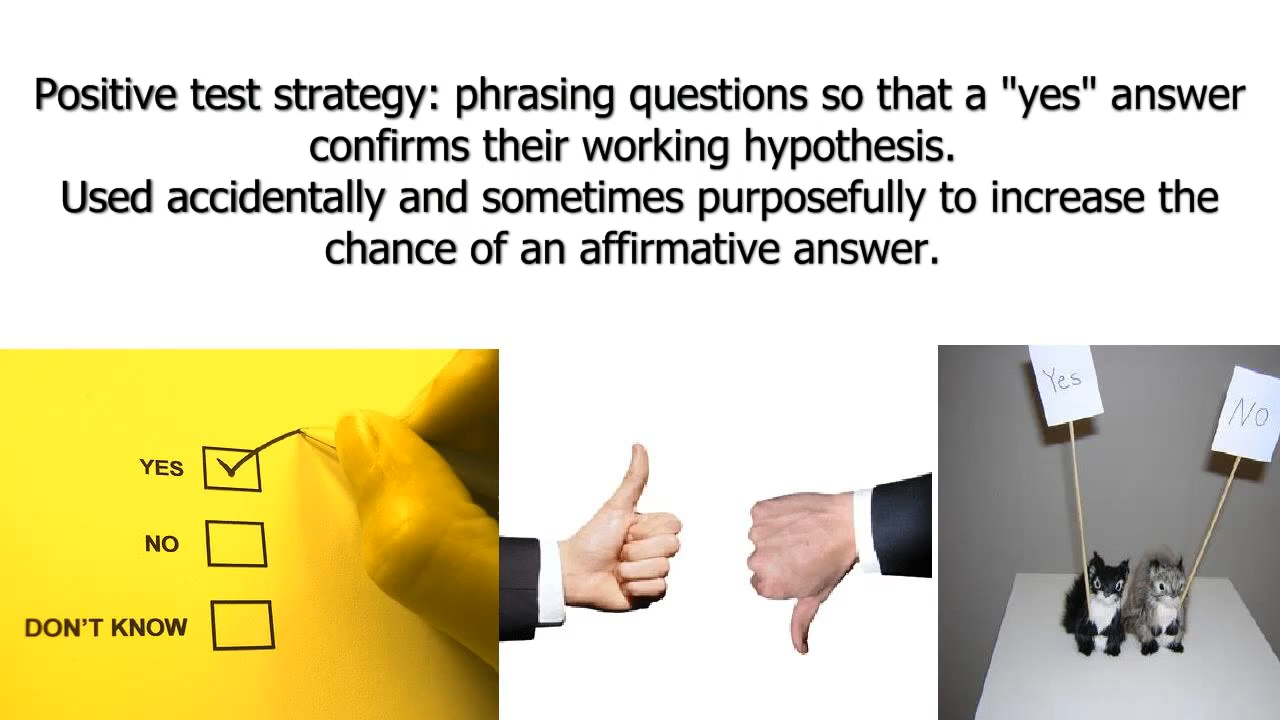 Positive test strategy: phrasing questions so that a "yes" answer
confirms their working hypothesis.
Used accidentally and sometimes purposefully to increase the
chance of an affirmative answer.
YES
NO
DON'T KNOW
Yes
No